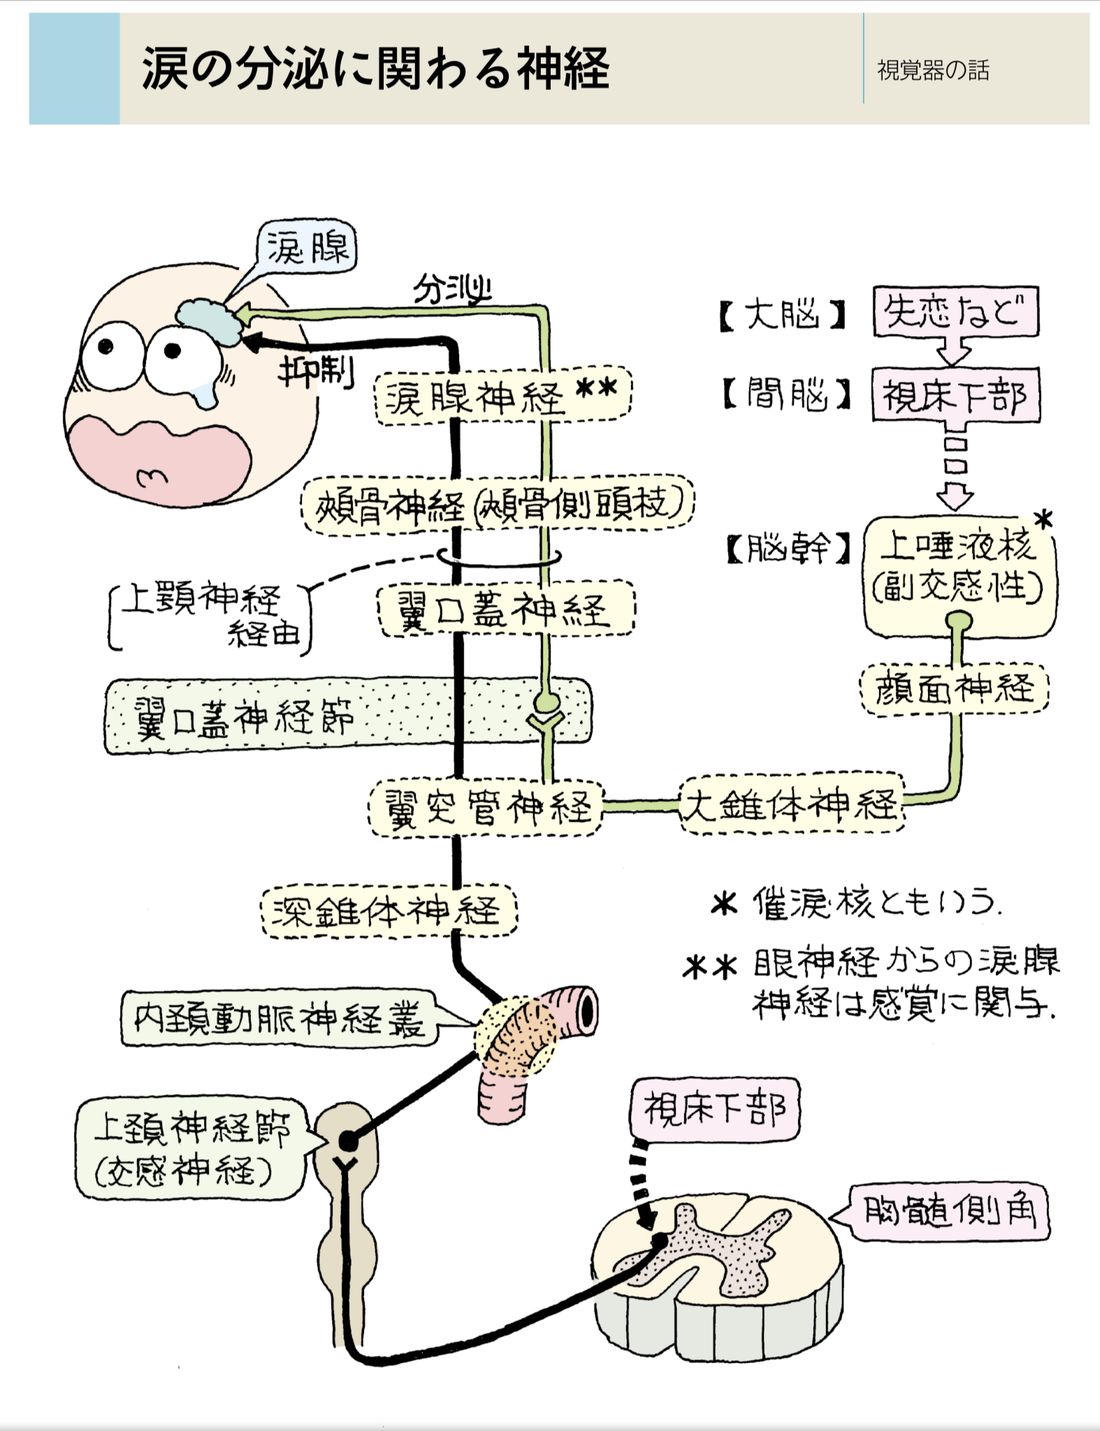 涙の分泌に関わる神経
視覚器の話
涙腺
分泌
抑制
涙腺神経**
頰骨神経(頰骨側頭枝)
上顎神経
経由
翼口蓋神経
翼口蓋神経節
翼突管神経
大錐体神経
深錐体神経
【大脳】
失恋など
【間脳】
視床下部
【脳幹】
上唾液核*
(副交感性)
顔面神経
* 催涙核ともいう.
** 眼神経からの涙腺
神経は感覚に関与.
内頚動脈神経叢
上頚神経節
(交感神経)
視床下部
胸髄側角